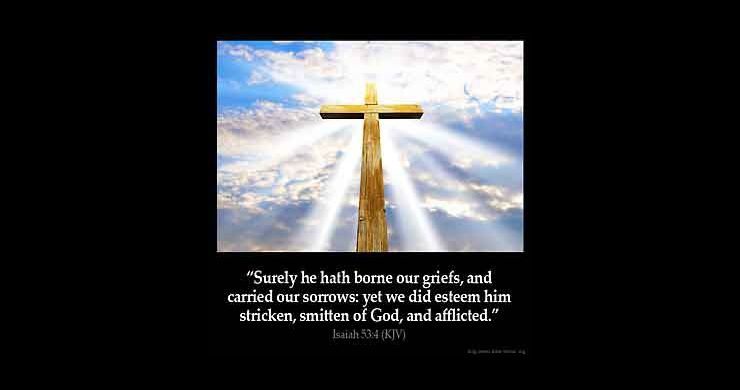 “Surely he hath borne our griefs, and
carried our sorrows: yet we did esteem him
stricken, smitten of God, and afflicted.”
Isaiah 53:4 (KJV)